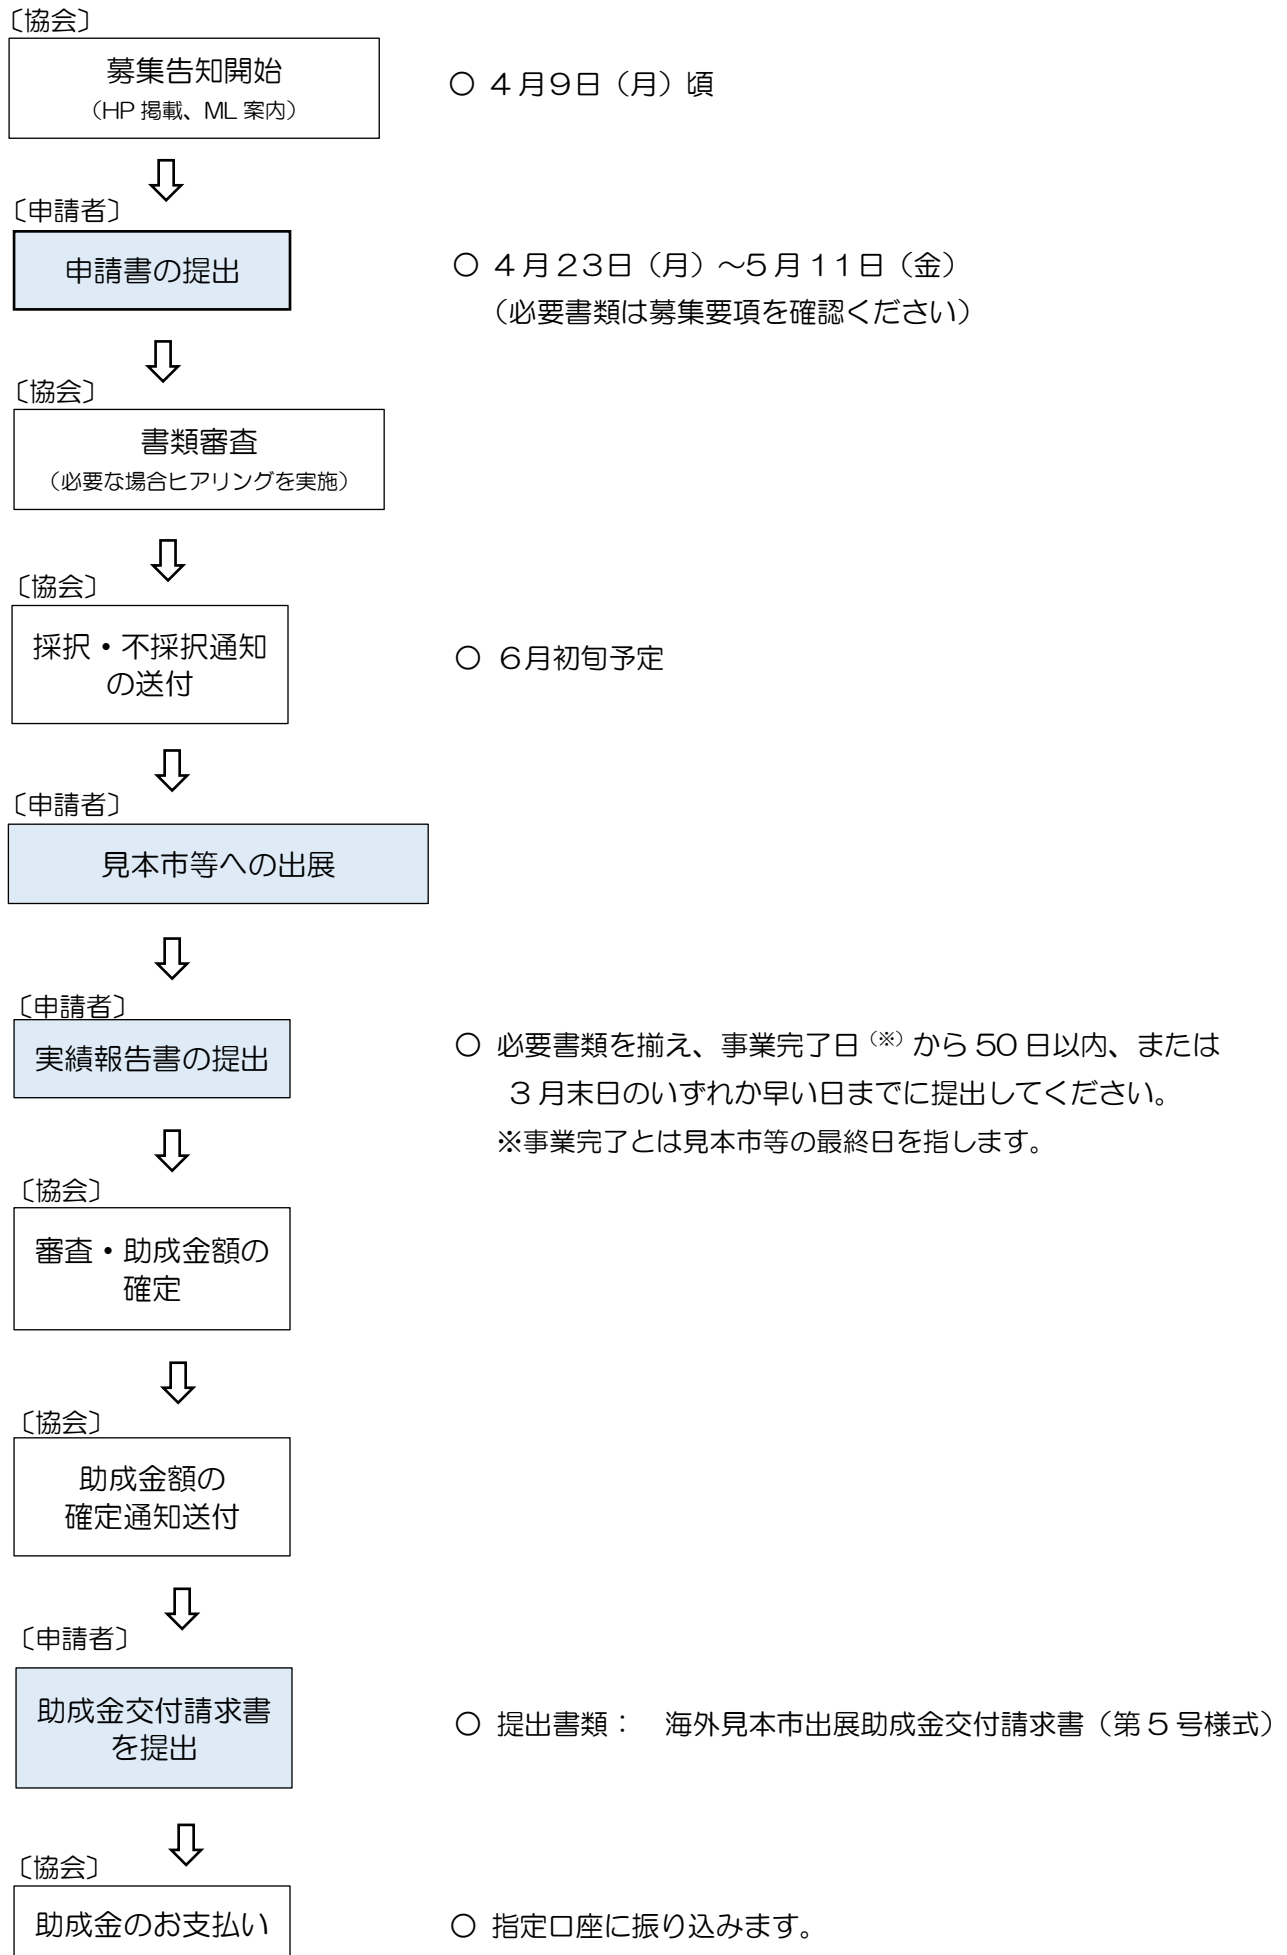 〔協会〕
募集告知開始
（HP 掲載、ML 案内）
〇 4月9日（月）頃
〔申請者〕
申請書の提出
〇 4月23日（月）～5月11日（金）
（必要書類は募集要項を確認ください）
〔協会〕
書類審査
（必要な場合ヒアリングを実施）
〔協会〕
採択・不採択通知
の送付
〇 6月初旬予定
〔申請者〕
見本市等への出展
〔申請者〕
実績報告書の提出
〇 必要書類を揃え、事業完了日（※）から 50 日以内、または
3月末日のいずれか早い日までに提出してください。
※事業完了とは見本市等の最終日を指します。
〔協会〕
審査・助成金額の
確定
〔協会〕
助成金額の
確定通知送付
〔申請者〕
助成金交付請求書
を提出
〇 提出書類： 海外見本市出展助成金交付請求書（第5号様式）
〔協会〕
助成金のお支払い
〇 指定口座に振り込みます。